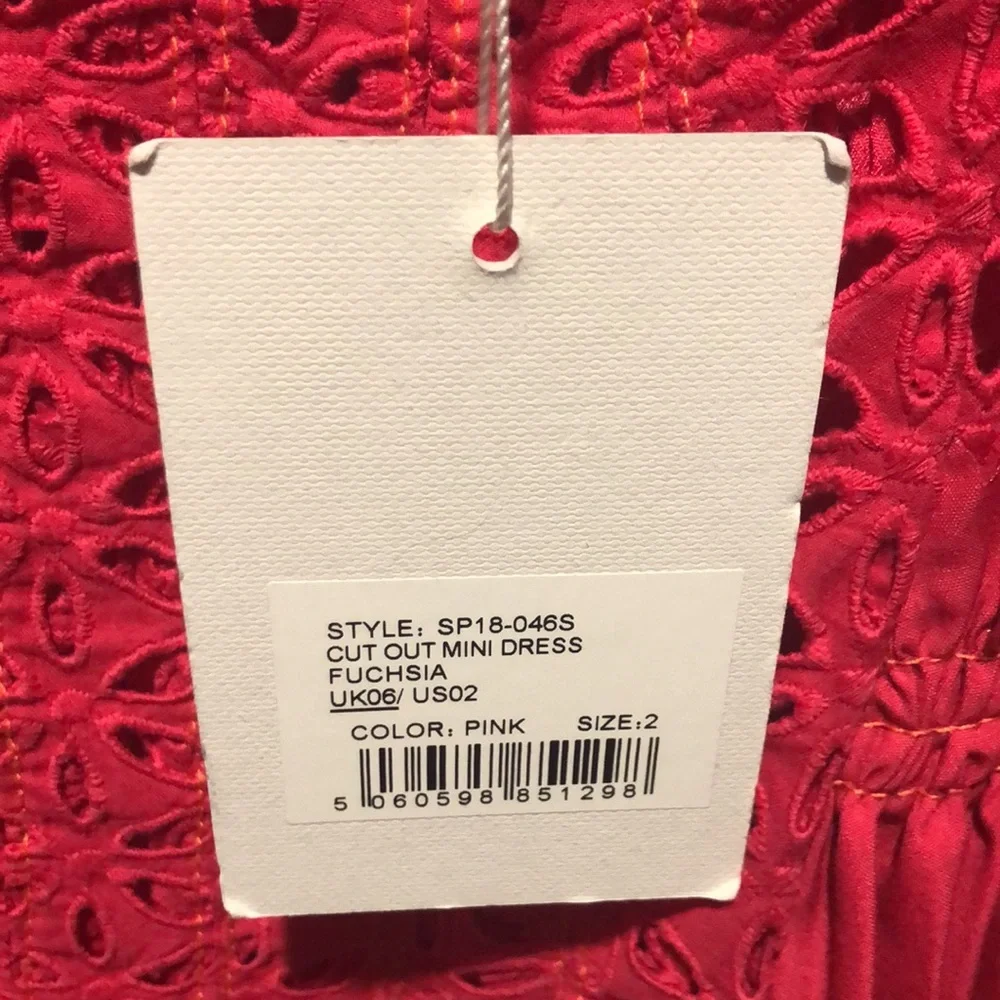 STYLE: SP18-046S
CUT OUT MINI DRESS
FUCHSIA
UK06/ US02
COLOR: PINK SIZE:2
5 060598 851298